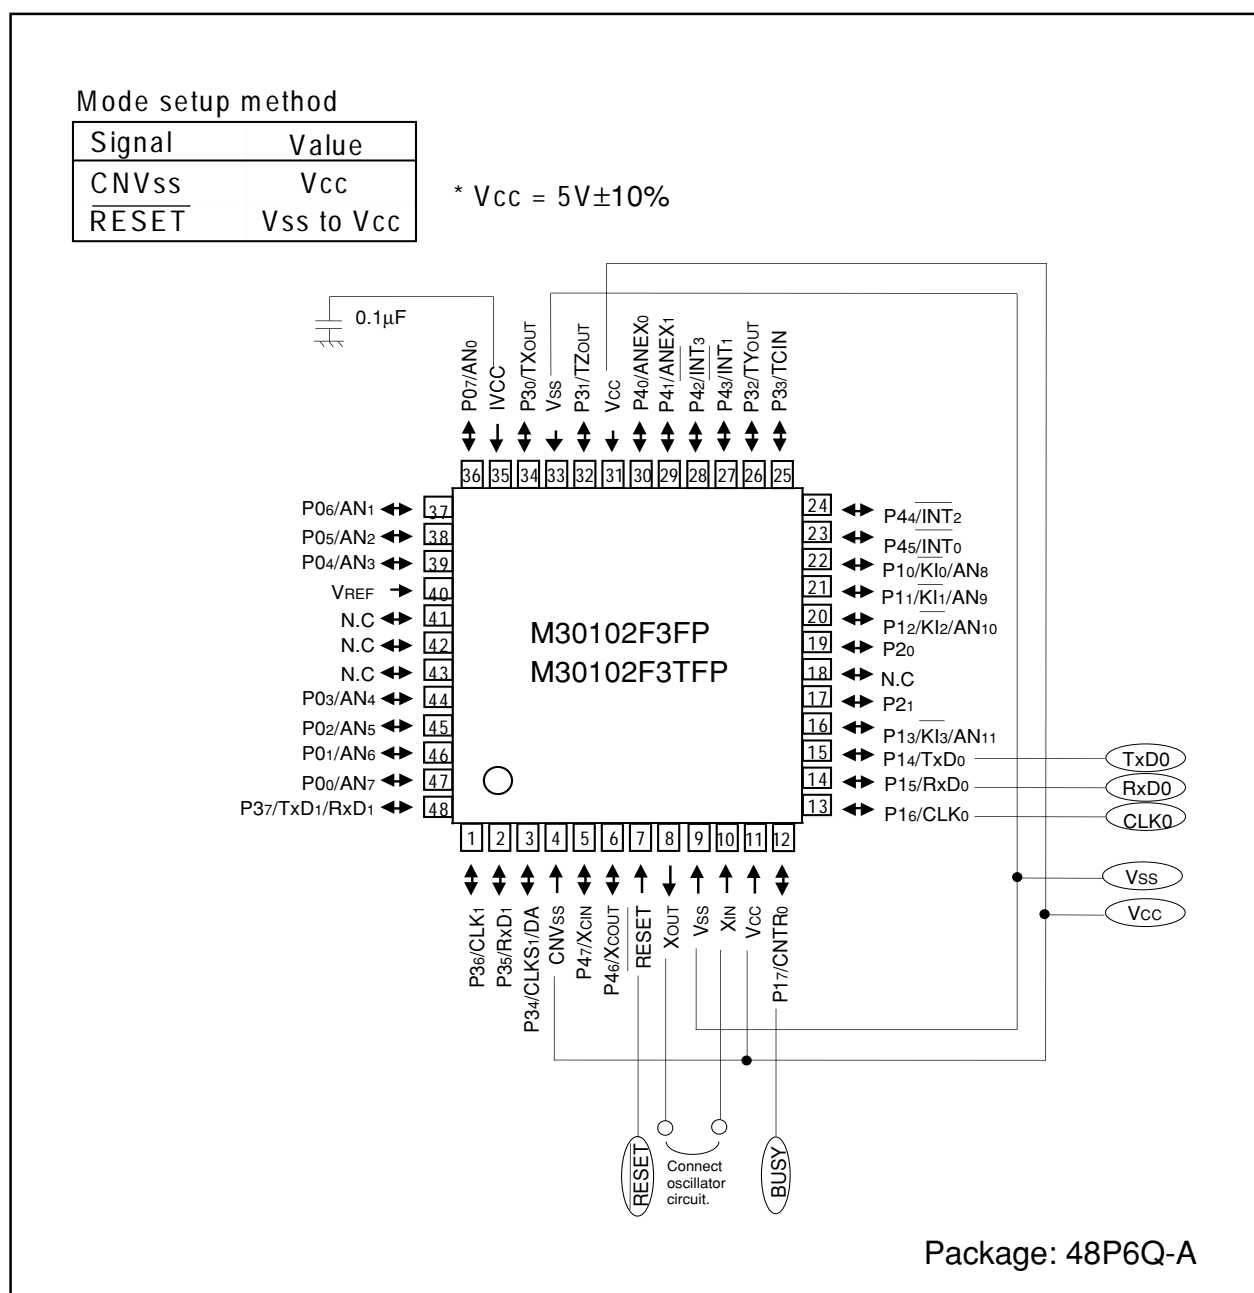 Mode setup method
Signal Value
CNVss Vcc
RESET Vss to Vcc
* Vcc = 5V±10%
0.1μF
P07/AN0
IVCC
P30/TXOUT
VSS
P31/TZOUT
VCC
P40/ANEX0
P41/ANEX1
P42/INT3
P43/INT1
P32/TYOUT
P33/TCIN
36 35 34 33 32 31 30 29 28 27 26 25
P06/AN1 37
P05/AN2 38
P04/AN3 39
VREF 40
N.C 41
N.C 42
N.C 43
P03/AN4 44
P02/AN5 45
P01/AN6 46
P00/AN7 47
P37/TxD1/RxD1 48
M30102F3FP
M30102F3TFP
24 P44/INT2
23 P45/INT0
22 P10/KI0/AN8
21 P11/KI1/AN9
20 P12/KI2/AN10
19 P20
18 N.C
17 P21
16 P13/KI3/AN11
15 P14/TxD0 TxD0
14 P15/RxD0 RxD0
13 P16/CLK0 CLK0
Vss
Vcc
1 2 3 4 5 6 7 8 9 10 11 12
P36/CLK1
P35/RxD1
P34/CLKS1/DA
CNVss
P47/XCIN
P46/XCOUT
RESET
XOUT
Vss
XIN
Vcc
P17/CNTR0
RESET
Connect
oscillator
circuit.
BUSY
Package: 48P6Q-A